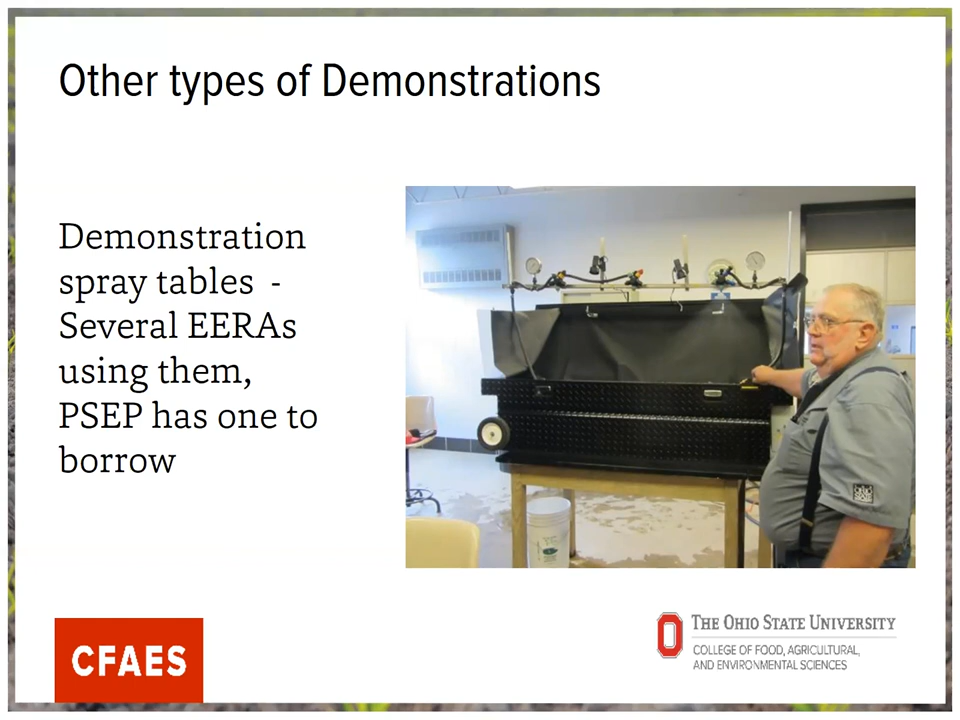 Other types of Demonstrations
Demonstration
spray tables -
Several EERAs
using them,
PSEP has one to
borrow
CFAES
THE OHIO STATE UNIVERSITY
COLLEGE OF FOOD, AGRICULTURAL,
AND ENVIRONMENTAL SCIENCES